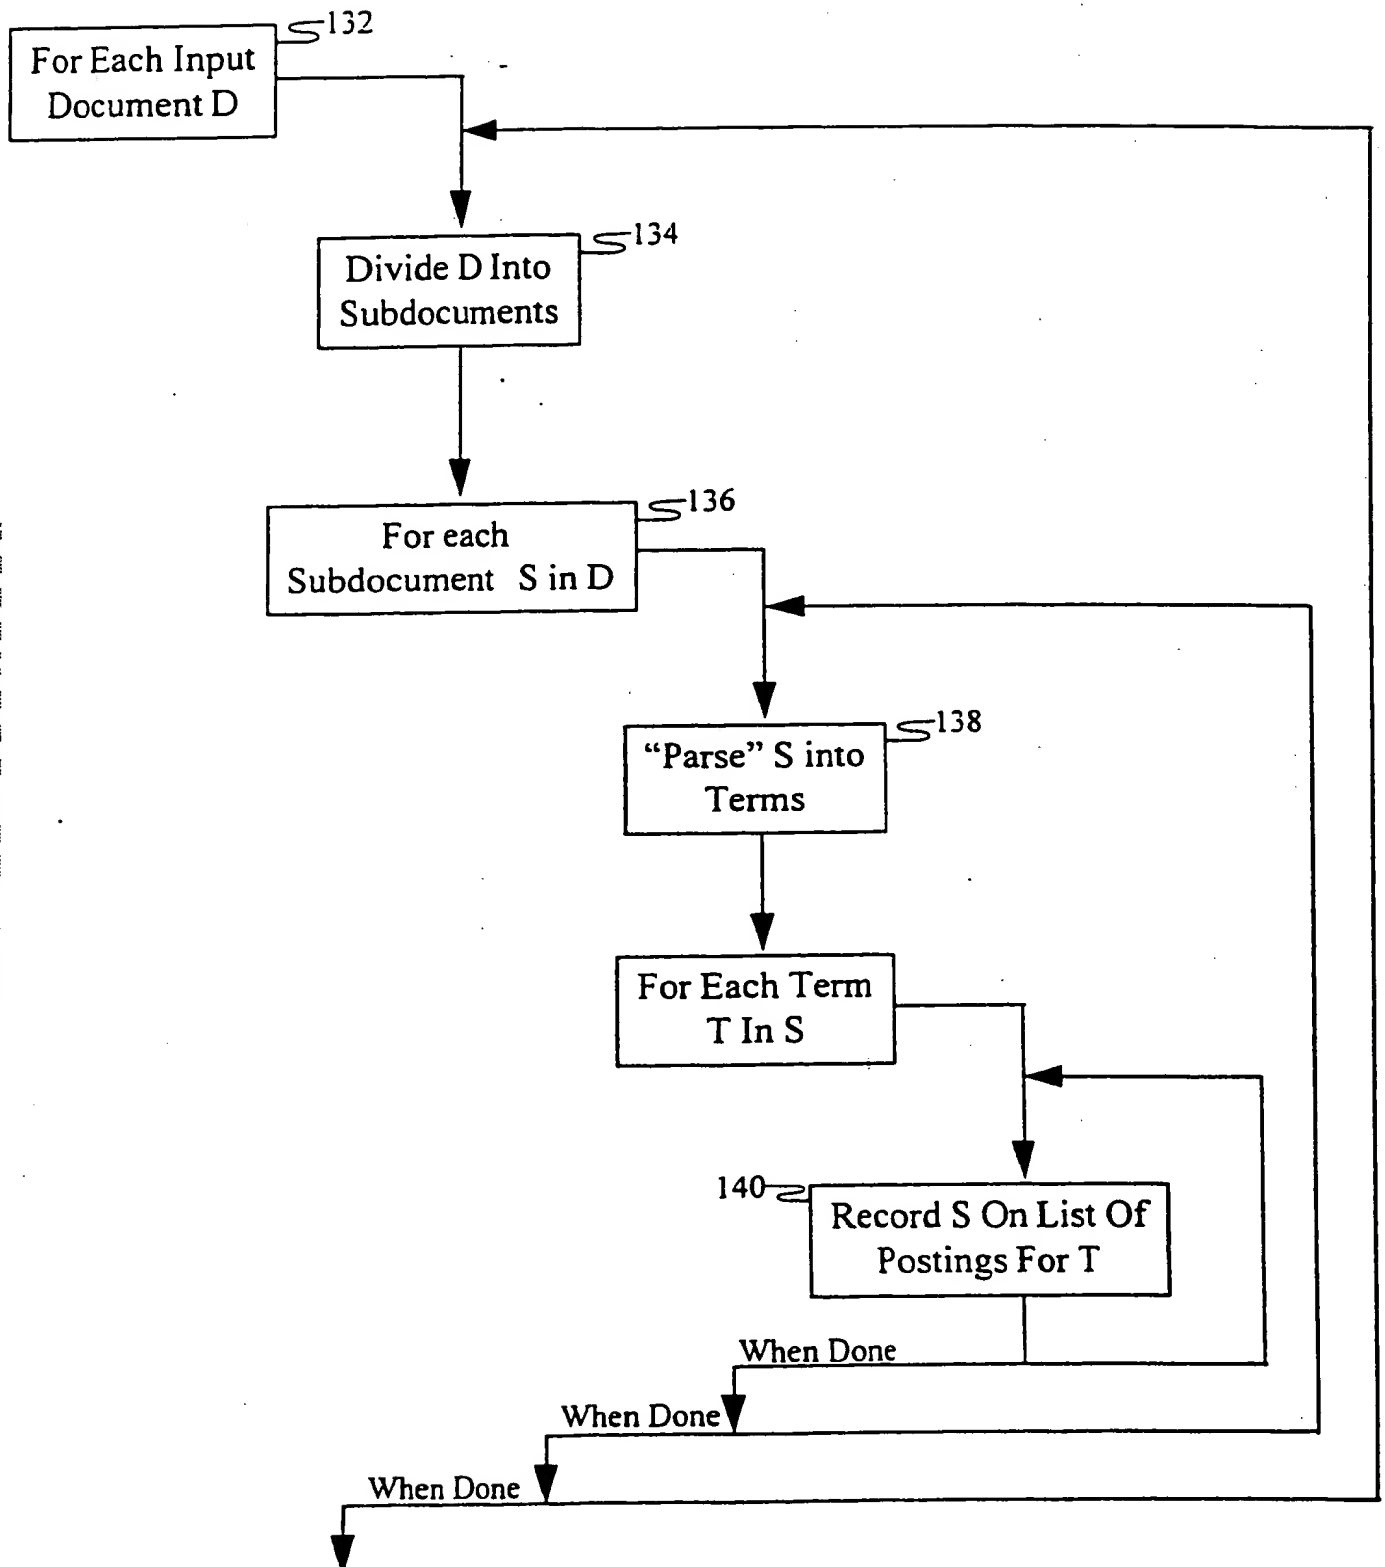 132
For Each Input
Document D
134
Divide D Into
Subdocuments
136
For each
Subdocument S in D
138
“Parse” S into
Terms
For Each Term
T In S
140
Record S On List Of
Postings For T
When Done
When Done
When Done